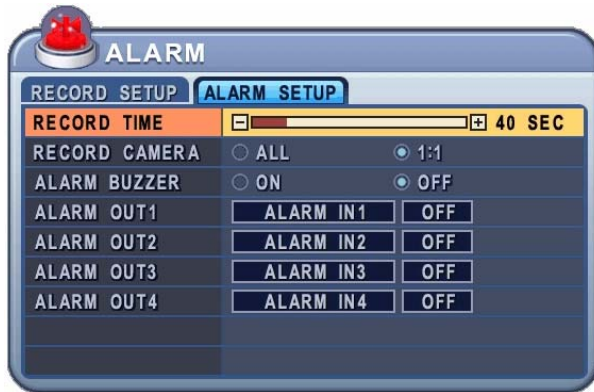 ALARM
RECORD SETUP ALARM SETUP
RECORD TIME 40 SEC
RECORD CAMERA ALL 1:1
ALARM BUZZER ON OFF
ALARM OUT1 ALARM IN1 OFF
ALARM OUT2 ALARM IN2 OFF
ALARM OUT3 ALARM IN3 OFF
ALARM OUT4 ALARM IN4 OFF